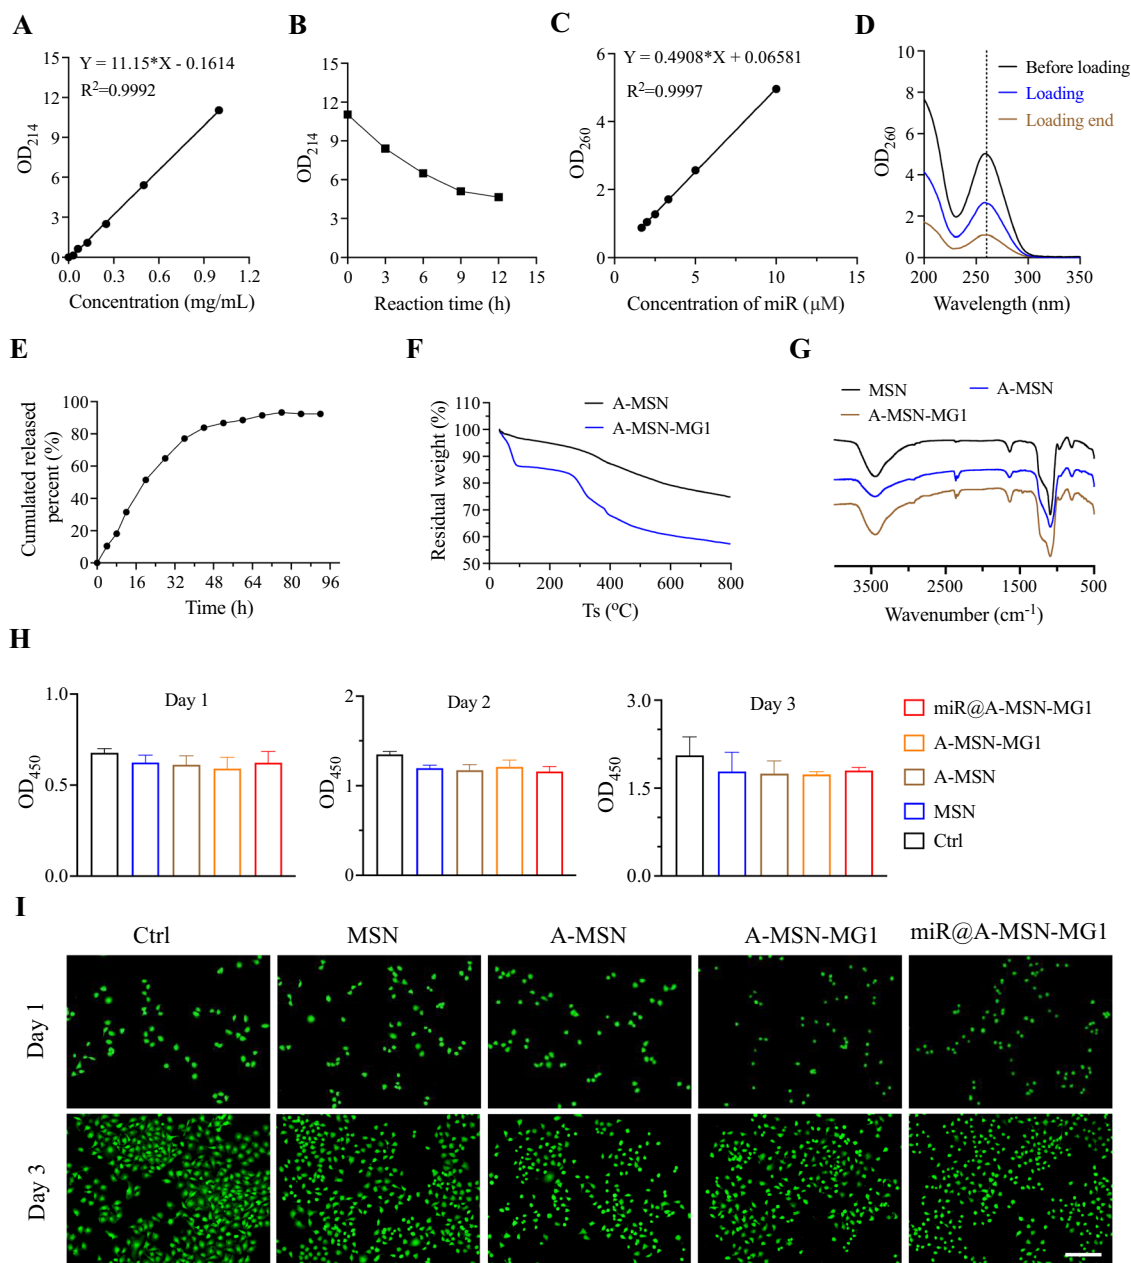 A
OD214
Y = 11.15*X - 0.1614
R2=0.9992
15
12
9
6
3
0
0.0
0.3
0.6
0.9
1.2
Concentration (mg/mL)
B
OD214
15
12
9
6
3
0
0
3
6
9
12
15
Reaction time (h)
C
OD260
Y = 0.4908*X + 0.06581
R2=0.9997
6
4
2
0
0
5
10
15
Concentration of miR (μM)
D
OD260
10
8
6
4
2
0
Before loading
Loading
Loading end
200
250
300
350
Wavelength (nm)
E
Cumulated released
percent (%)
100
80
60
40
20
0
0
16
32
48
64
80
96
Time (h)
F
Residual weight (%)
110
100
90
80
70
60
50
A-MSN
A-MSN-MG1
0
200
400
600
800
Ts (oC)
G
MSN
A-MSN
A-MSN-MG1
3500
2500
1500
500
Wavenumber (cm-1)
H
OD450
1.0
0.5
0.0
Day 1
OD450
2
1
0
Day 2
OD450
3.0
1.5
0.0
Day 3
miR@A-MSN-MG1
A-MSN-MG1
A-MSN
MSN
Ctrl
I
Ctrl
MSN
A-MSN
A-MSN-MG1
miR@A-MSN-MG1
Day 1
Day 3